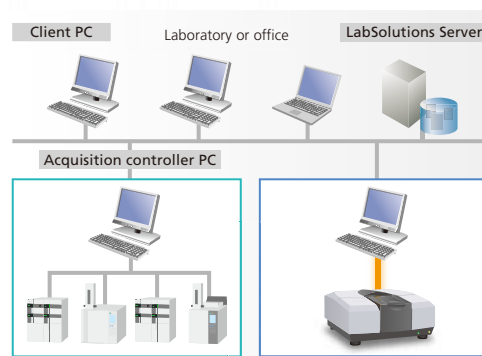 Client PC
Laboratory or office
LabSolutions Server
Acquisition controller PC